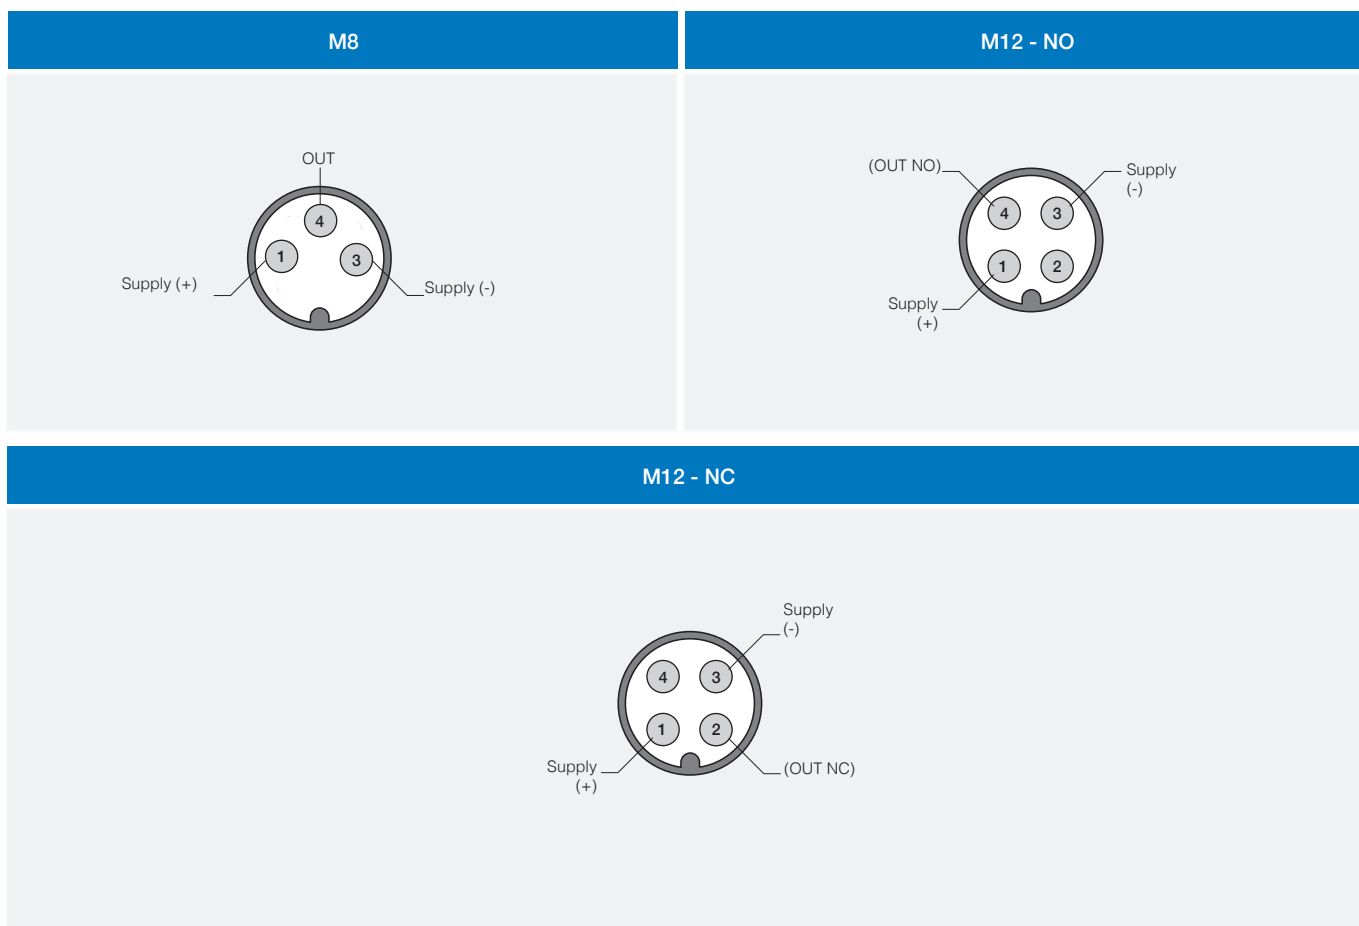 M8
M12 - NO
OUT
4
1
3
Supply (+)
Supply (-)
(OUT NO)
Supply
(-)
4
3
1
2
Supply
(+)
M12 - NC
Supply
(-)
4
3
1
2
Supply
(+)
(OUT NC)